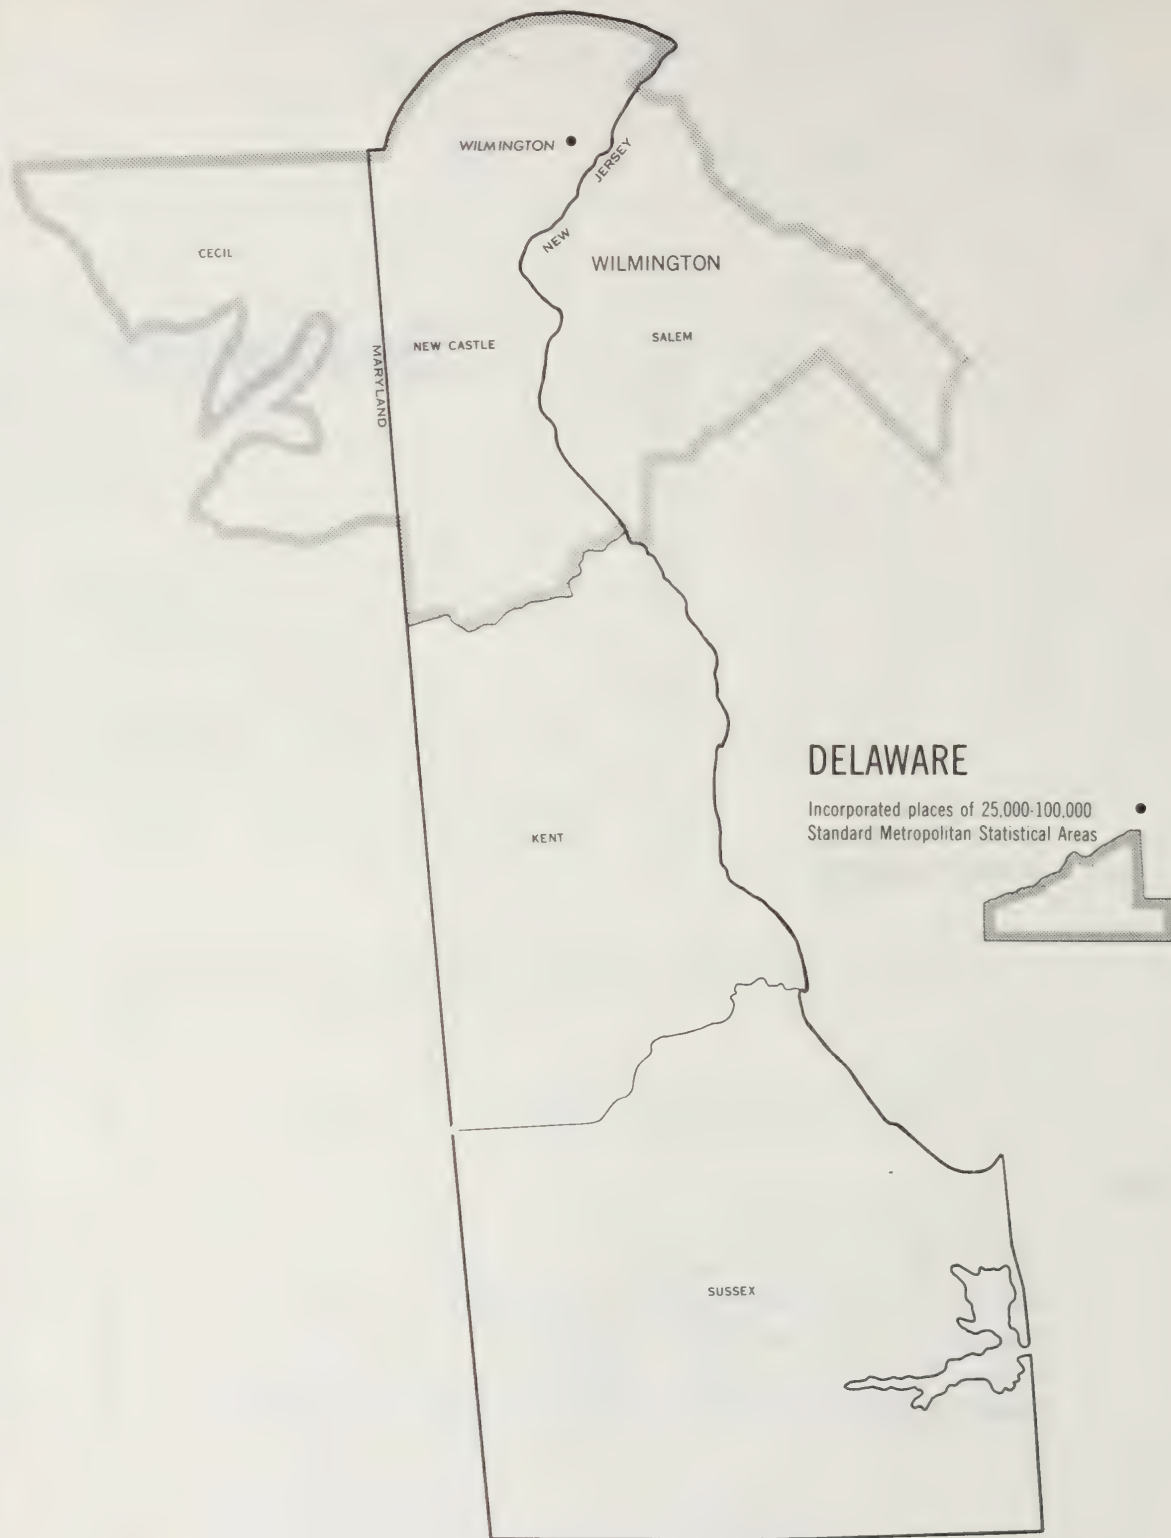 WILMINGTON
NEW JERSEY
CECIL
WILMINGTON
MARYLAND
NEW CASTLE
SALEM
DELAWARE
Incorporated places of 25,000-100,000
Standard Metropolitan Statistical Areas
KENT
SUSSEX